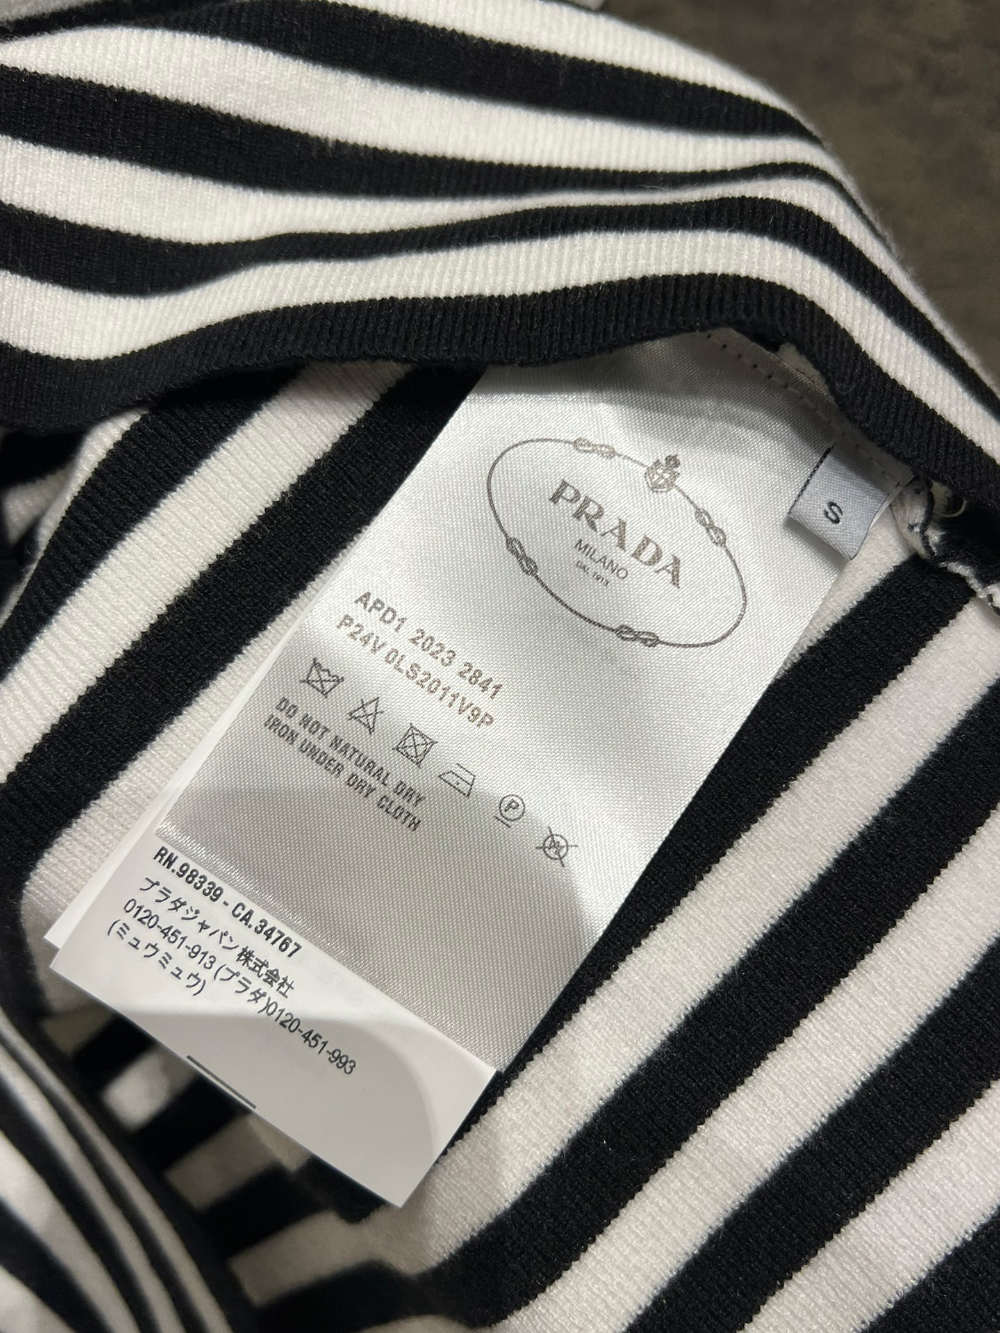 PRADA
MILANO
DAL 1913
S
APD1 2023 2841
P24V 0LS2011V9P
P
W
DO NOT NATURAL DRY
IRON UNDER DRY CLOTH
RN.98339 - CA.34767
プラダジャパン株式会社
0120-451-913 (プラダ)0120-451-993
(ミュウミュウ)